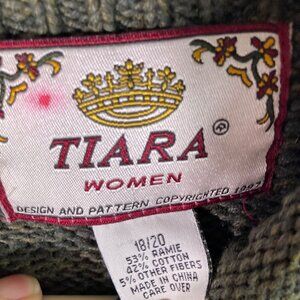 TIARA ®
WOMEN
DESIGN AND PATTERN COPYRIGHTED
18/20
53% RAMIE
42% COTTON
5% OTHER FIBERS
MADE IN CHINA
CARE OVER